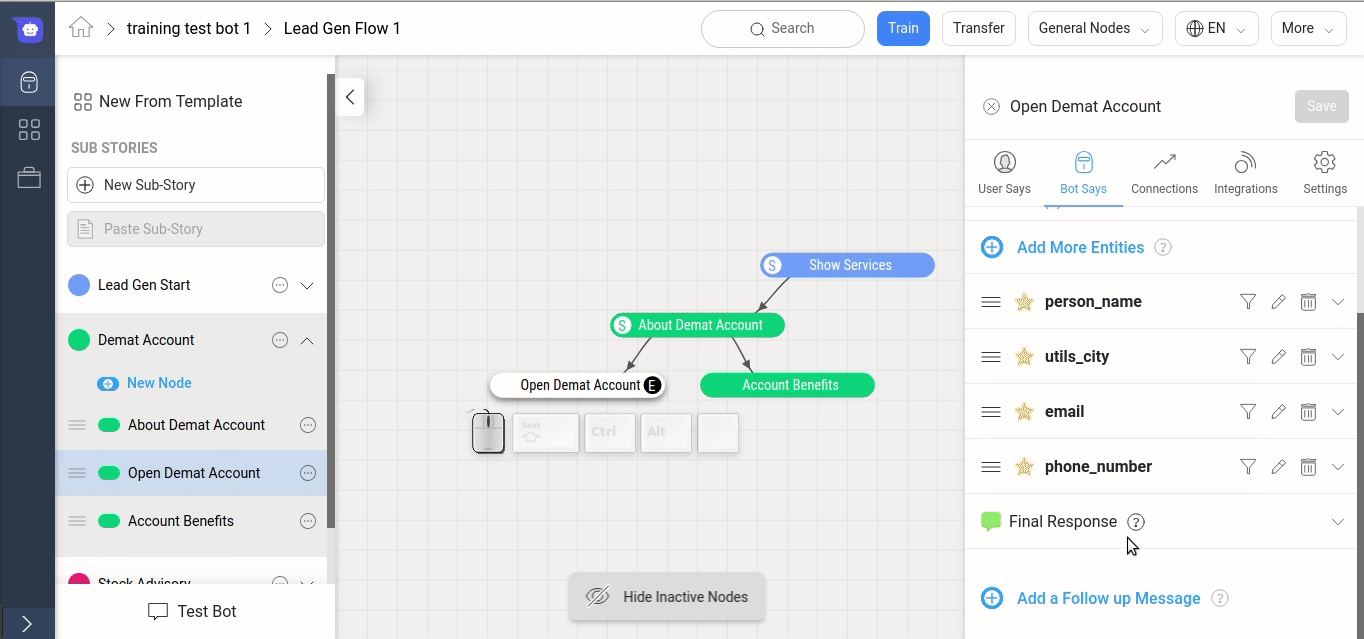 training test bot 1
Lead Gen Flow 1
Search
Train
Transfer
General Nodes
EN
More
New From Template
SUB STORIES
New Sub-Story
Paste Sub-Story
Lead Gen Start
Demat Account
New Node
About Demat Account
Open Demat Account
Account Benefits
Stock Advisory
Test Bot
S Show Services
S About Demat Account
Open Demat Account E
Account Benefits
Shift
Ctrl
Alt
Hide Inactive Nodes
Open Demat Account
Save
User Says
Bot Says
Connections
Integrations
Settings
Add More Entities ?
person_name
utils_city
email
phone_number
Final Response ?
Add a Follow up Message ?